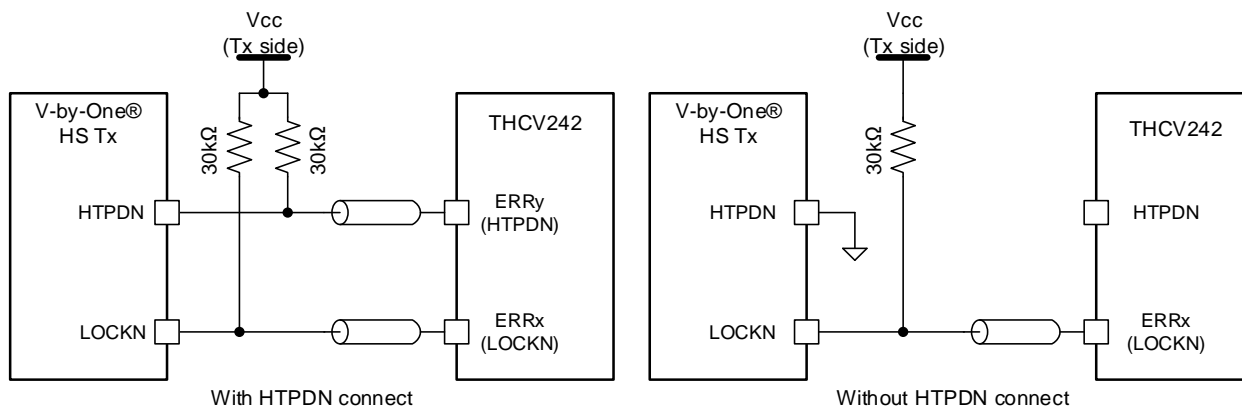 Vcc
(Tx side)
V-by-One®
HS Tx
30kΩ
30kΩ
THCV242
HTPDN
ERRy
(HTPDN)
LOCKN
ERRx
(LOCKN)
With HTPDN connect
Vcc
(Tx side)
V-by-One®
HS Tx
30kΩ
THCV242
HTPDN
HTPDN
LOCKN
ERRx
(LOCKN)
Without HTPDN connect